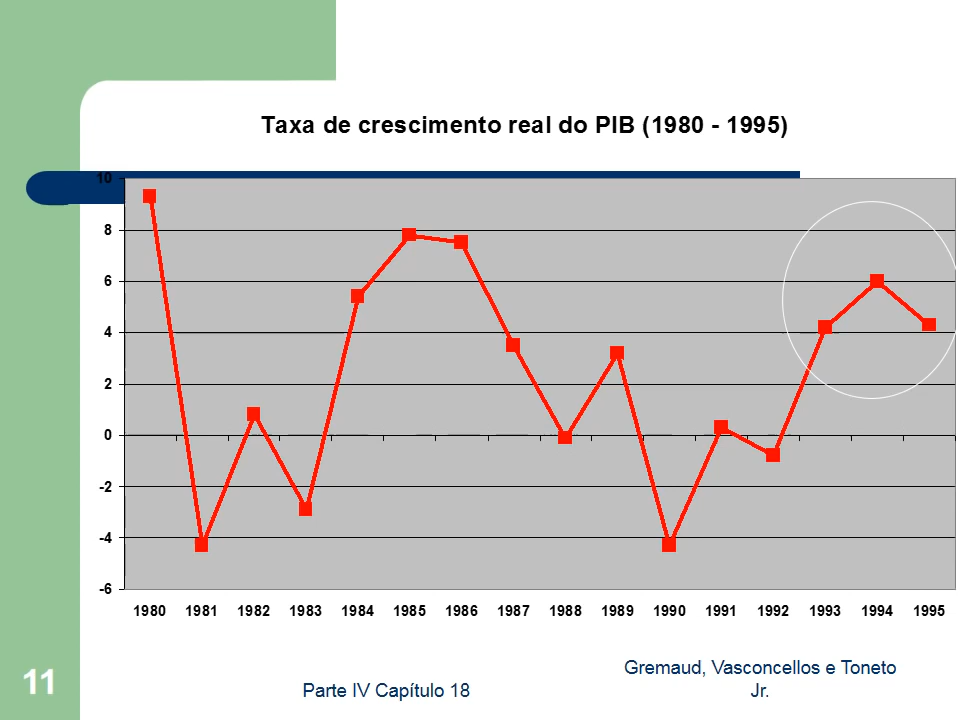 Taxa de crescimento real do PIB (1980 - 1995)
10
8
6
4
2
0
-2
-4
-6
1980 1981 1982 1983 1984 1985 1986 1987 1988 1989 1990 1991 1992 1993 1994 1995
11
Parte IV Capítulo 18
Gremaud, Vasconcellos e Toneto
Jr.